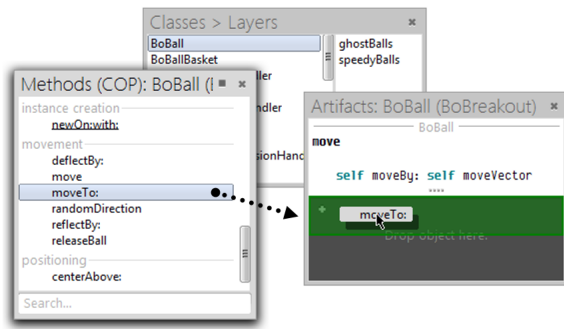 Classes > Layers
BoBall
BoBallBasket
ghostBalls
speedyBalls
Methods (COP): BoBall (
instance creation
newOn:with:
movement
deflectBy:
move
moveTo:
randomDirection
reflectBy:
releaseBall
positioning
centerAbove:
Search...
Artifacts: BoBall (BoBreakout)
BoBall
move
self moveBy: self moveVector
....
+ moveTo:
Drop object here.